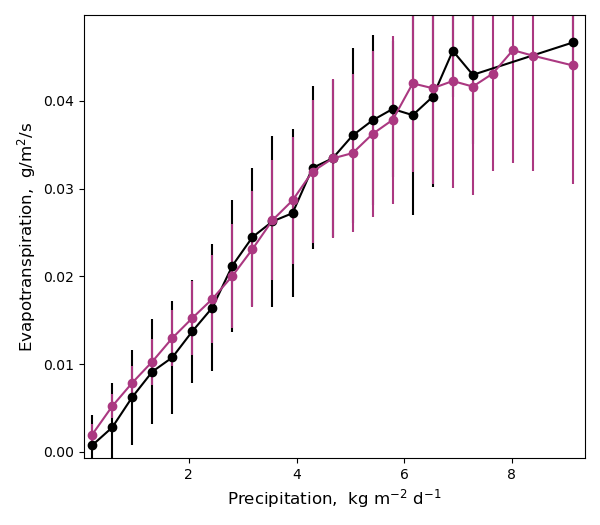 0.04
0.03
0.02
0.01
0.00
Evapotranspiration, g/m²/s
2 4 6 8
Precipitation, kg m⁻² d⁻¹